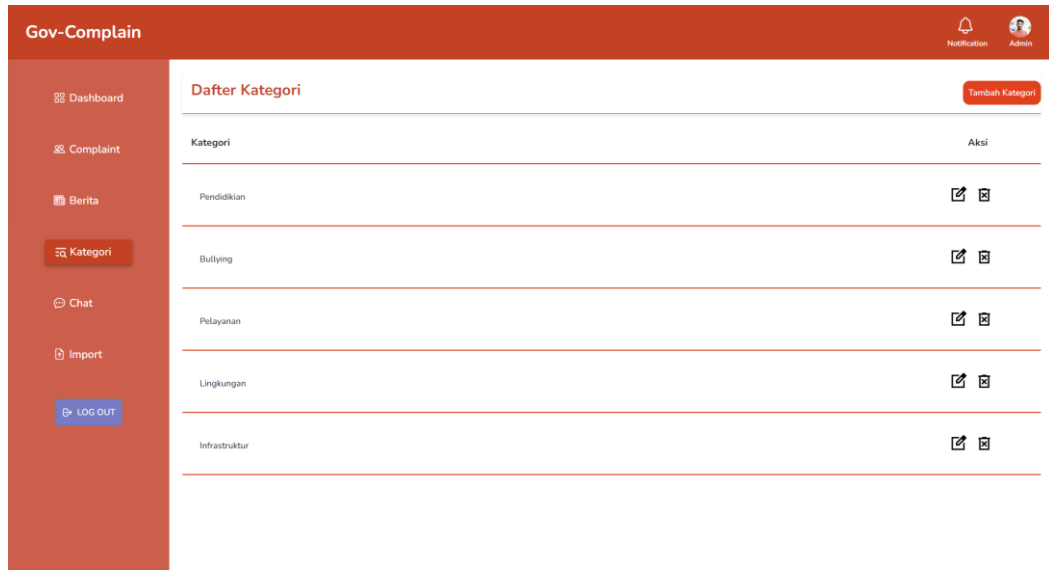 Gov-Complain
Notification
Admin
Dashboard
Complaint
Berita
Kategori
Chat
Import
LOG OUT
Dafter Kategori
Tambah Kategori
Kategori
Aksi
Pendidikian
Bullying
Pelayanan
Lingkungan
Infrastruktur